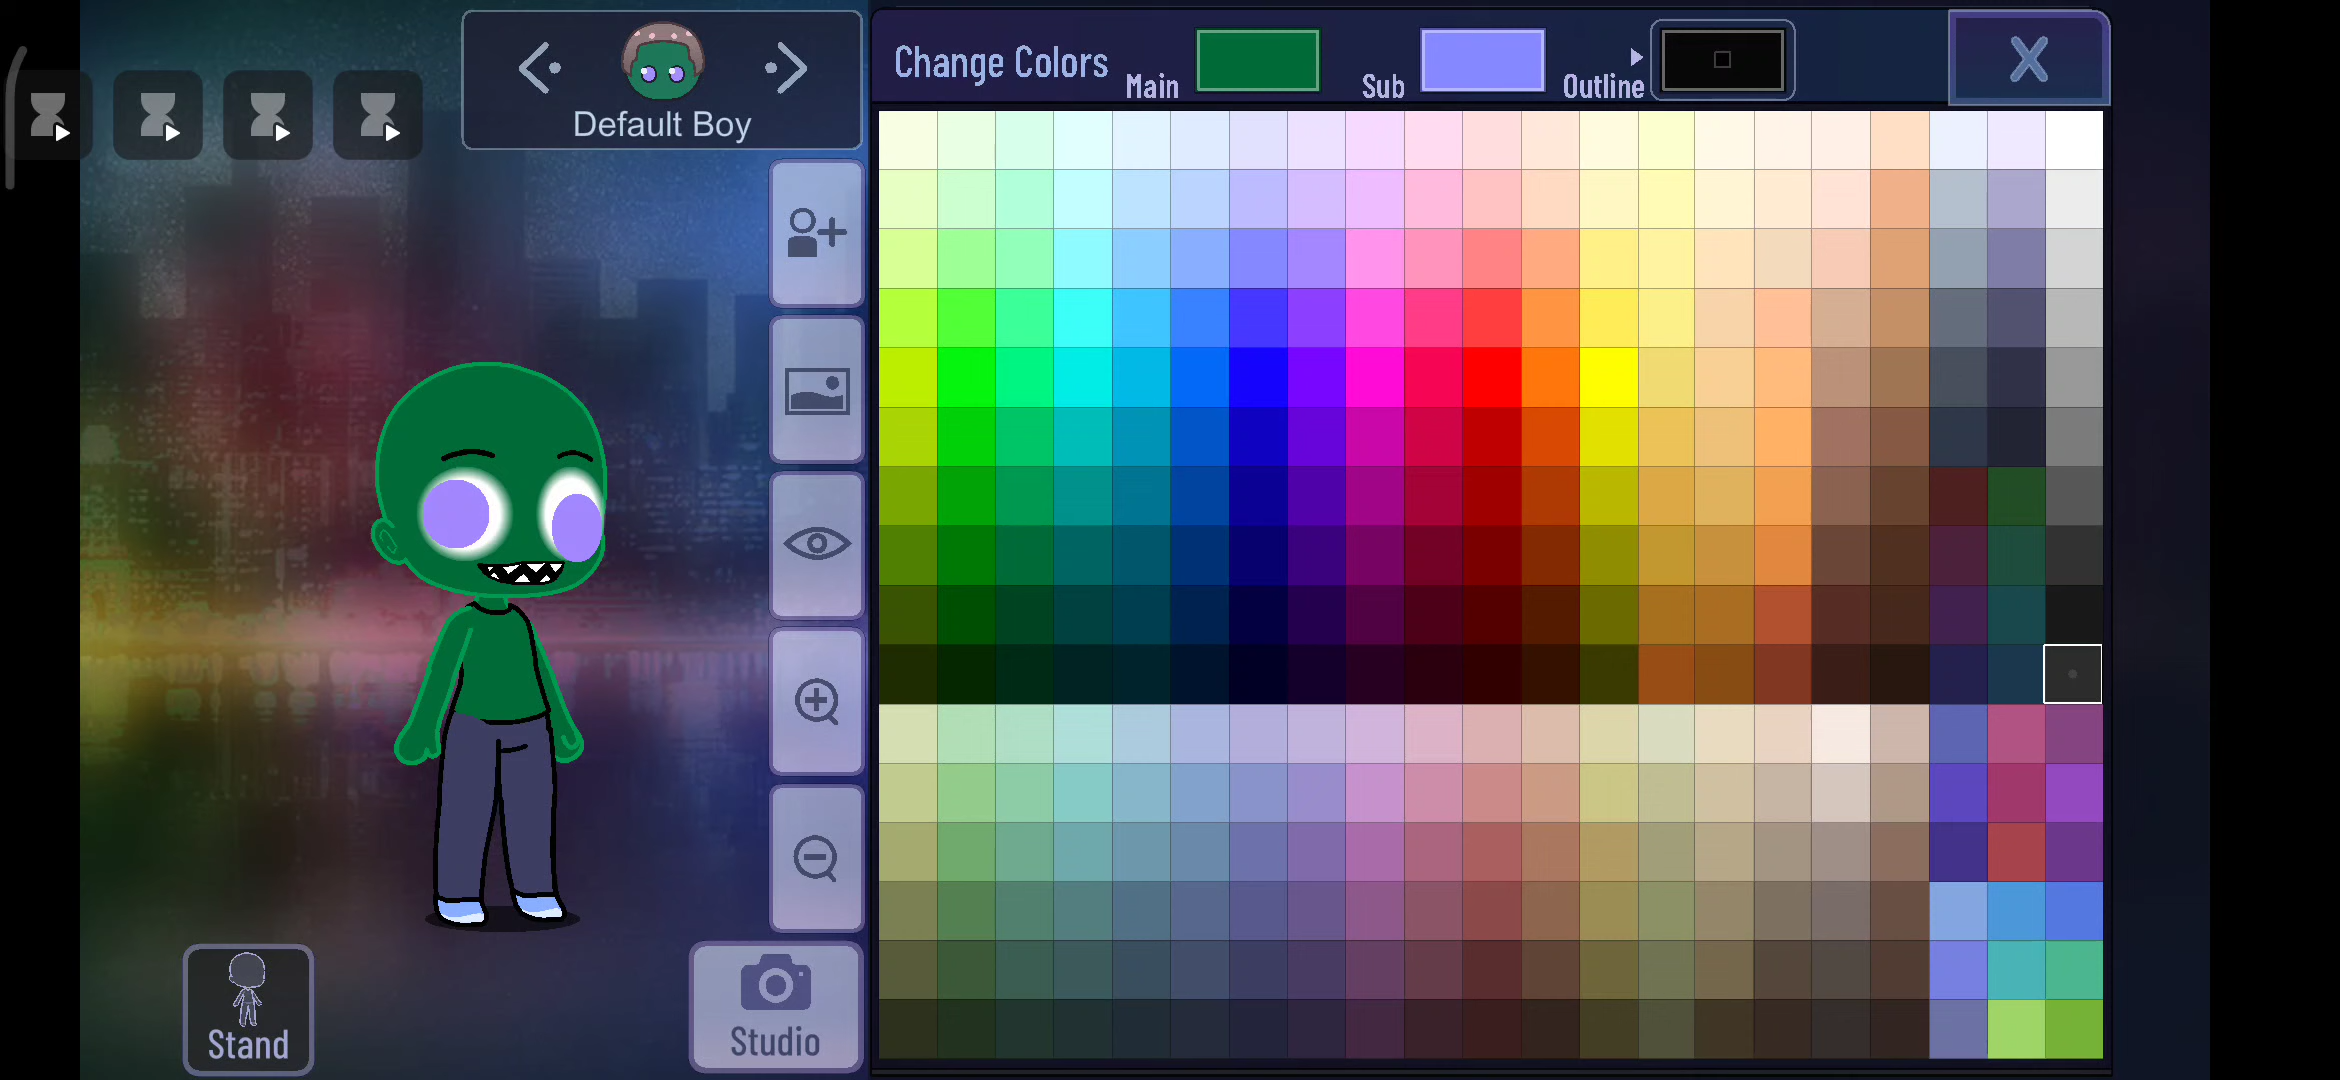 Default Boy
Change Colors
Main
Sub
Outline
X
Stand
Studio